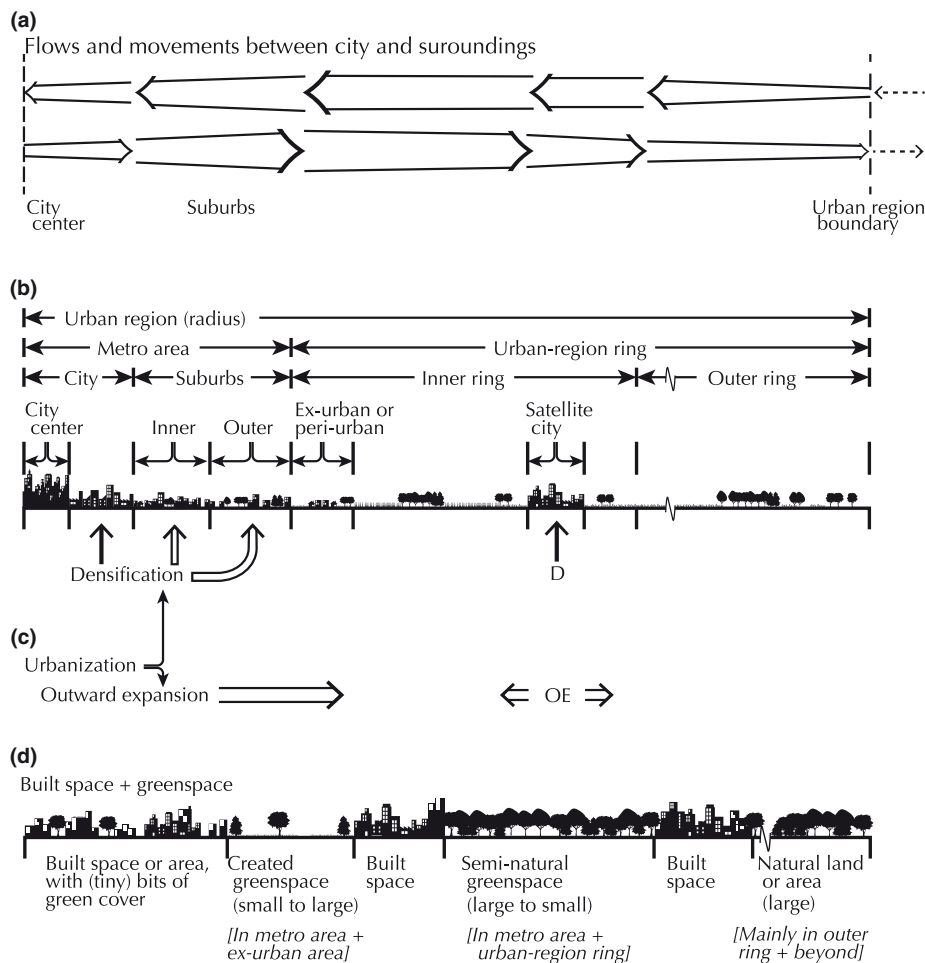 (a)
Flows and movements between city and suroundings
City
center
Suburbs
Urban region
boundary
(b)
Urban region (radius)
Metro area
Urban-region ring
City
Suburbs
Inner ring
Outer ring
City
center
Inner
Outer
Ex-urban or
peri-urban
Satellite
city
Densification
D
(c)
Urbanization
Outward expansion
OE
(d)
Built space + greenspace
Built space or area,
with (tiny) bits of
green cover
Created
greenspace
(small to large)
[In metro area +
ex-urban area]
Built
space
Semi-natural
greenspace
(large to small)
[In metro area +
urban-region ring]
Built
space
Natural land
or area
(large)
[Mainly in outer
ring + beyond]